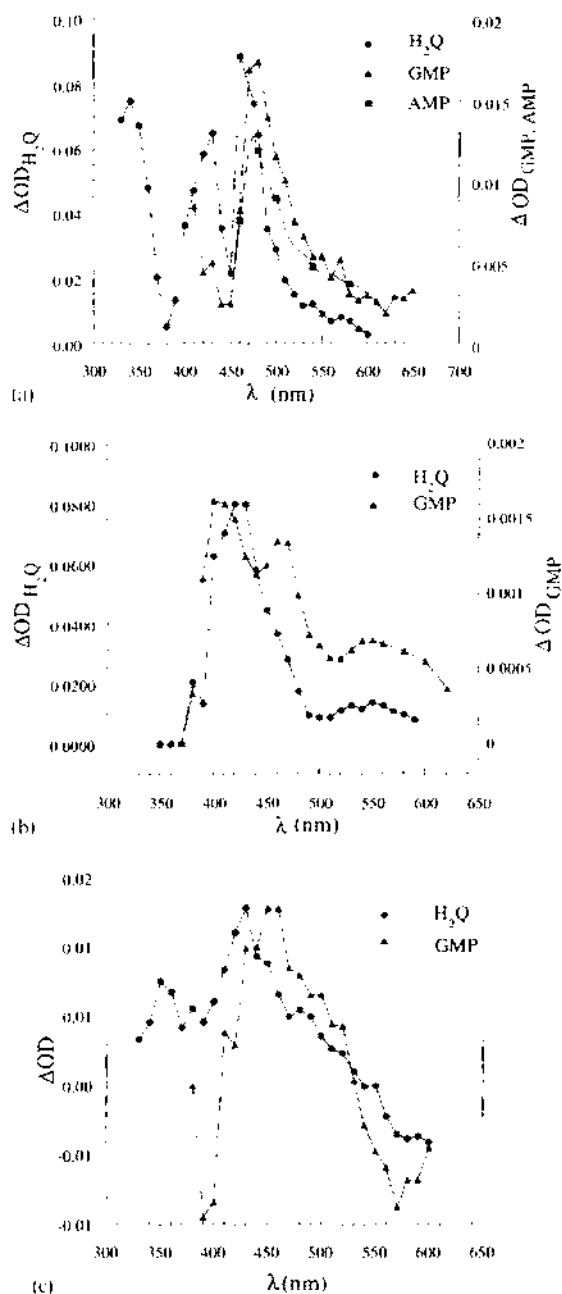 0.10
0.08
0.06
0.04
0.02
0.00
ΔOD H₂Q
0.02
0.015
0.01
0.005
0
ΔOD GMP, AMP
H₂Q
GMP
AMP
300 350 400 450 500 550 600 650 700
λ (nm)
(a)
0.1000
0.0800
0.0600
0.0400
0.0200
0.0000
ΔOD H₂Q
0.002
0.0015
0.001
0.0005
0
ΔOD GMP
H₂Q
GMP
300 350 400 450 500 550 600 650
λ (nm)
(b)
0.02
0.01
0.01
0.00
-0.01
-0.01
ΔOD
H₂Q
GMP
300 350 400 450 500 550 600 650
λ(nm)
(c)